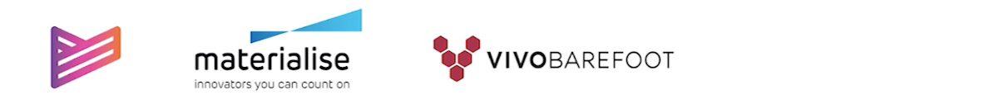 materialise
innovators you can count on
VIVOBAREFOOT